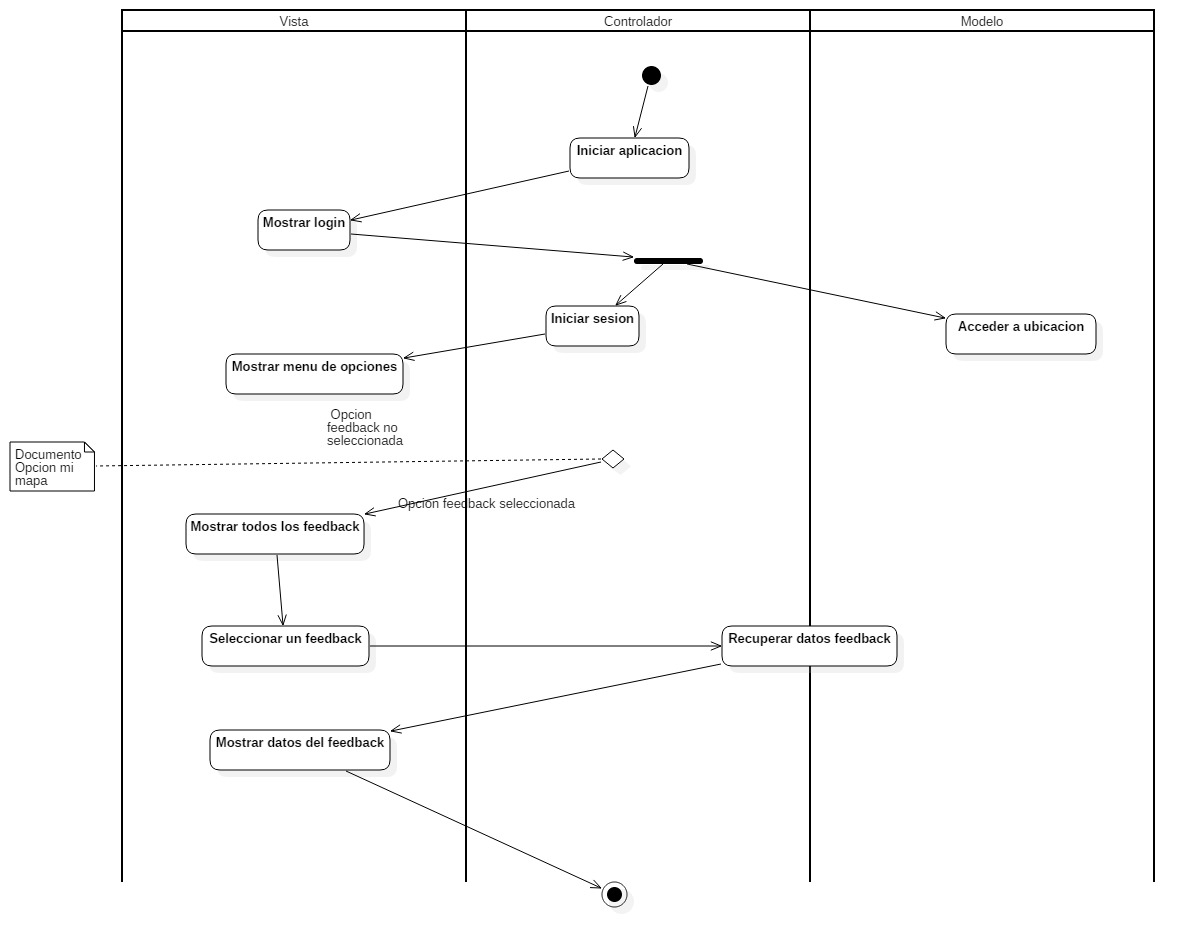 Vista
Controlador
Modelo
Iniciar aplicacion
Mostrar login
Iniciar sesion
Acceder a ubicacion
Mostrar menu de opciones
Opcion
feedback no
seleccionada
Documento
Opcion mi
mapa
Opcion feedback seleccionada
Mostrar todos los feedback
Seleccionar un feedback
Recuperar datos feedback
Mostrar datos del feedback